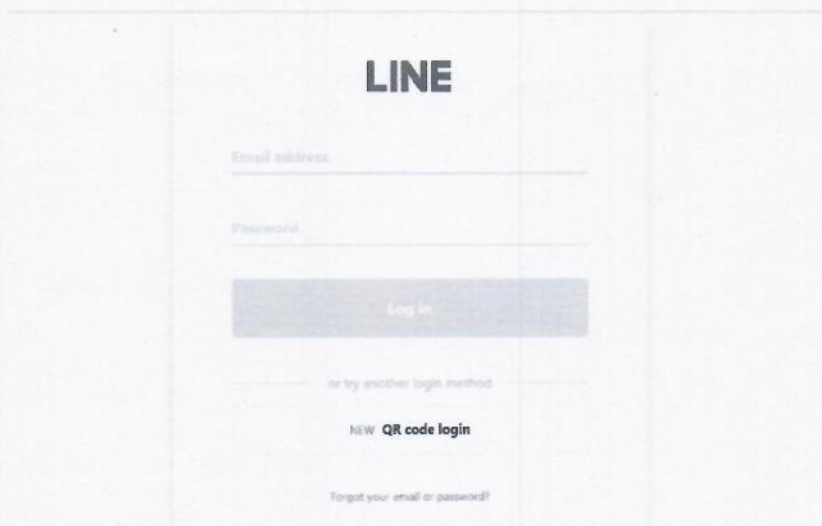 LINE
Email address
Password
Log in
or try another login method
NEW QR code login
Forgot your email or password?